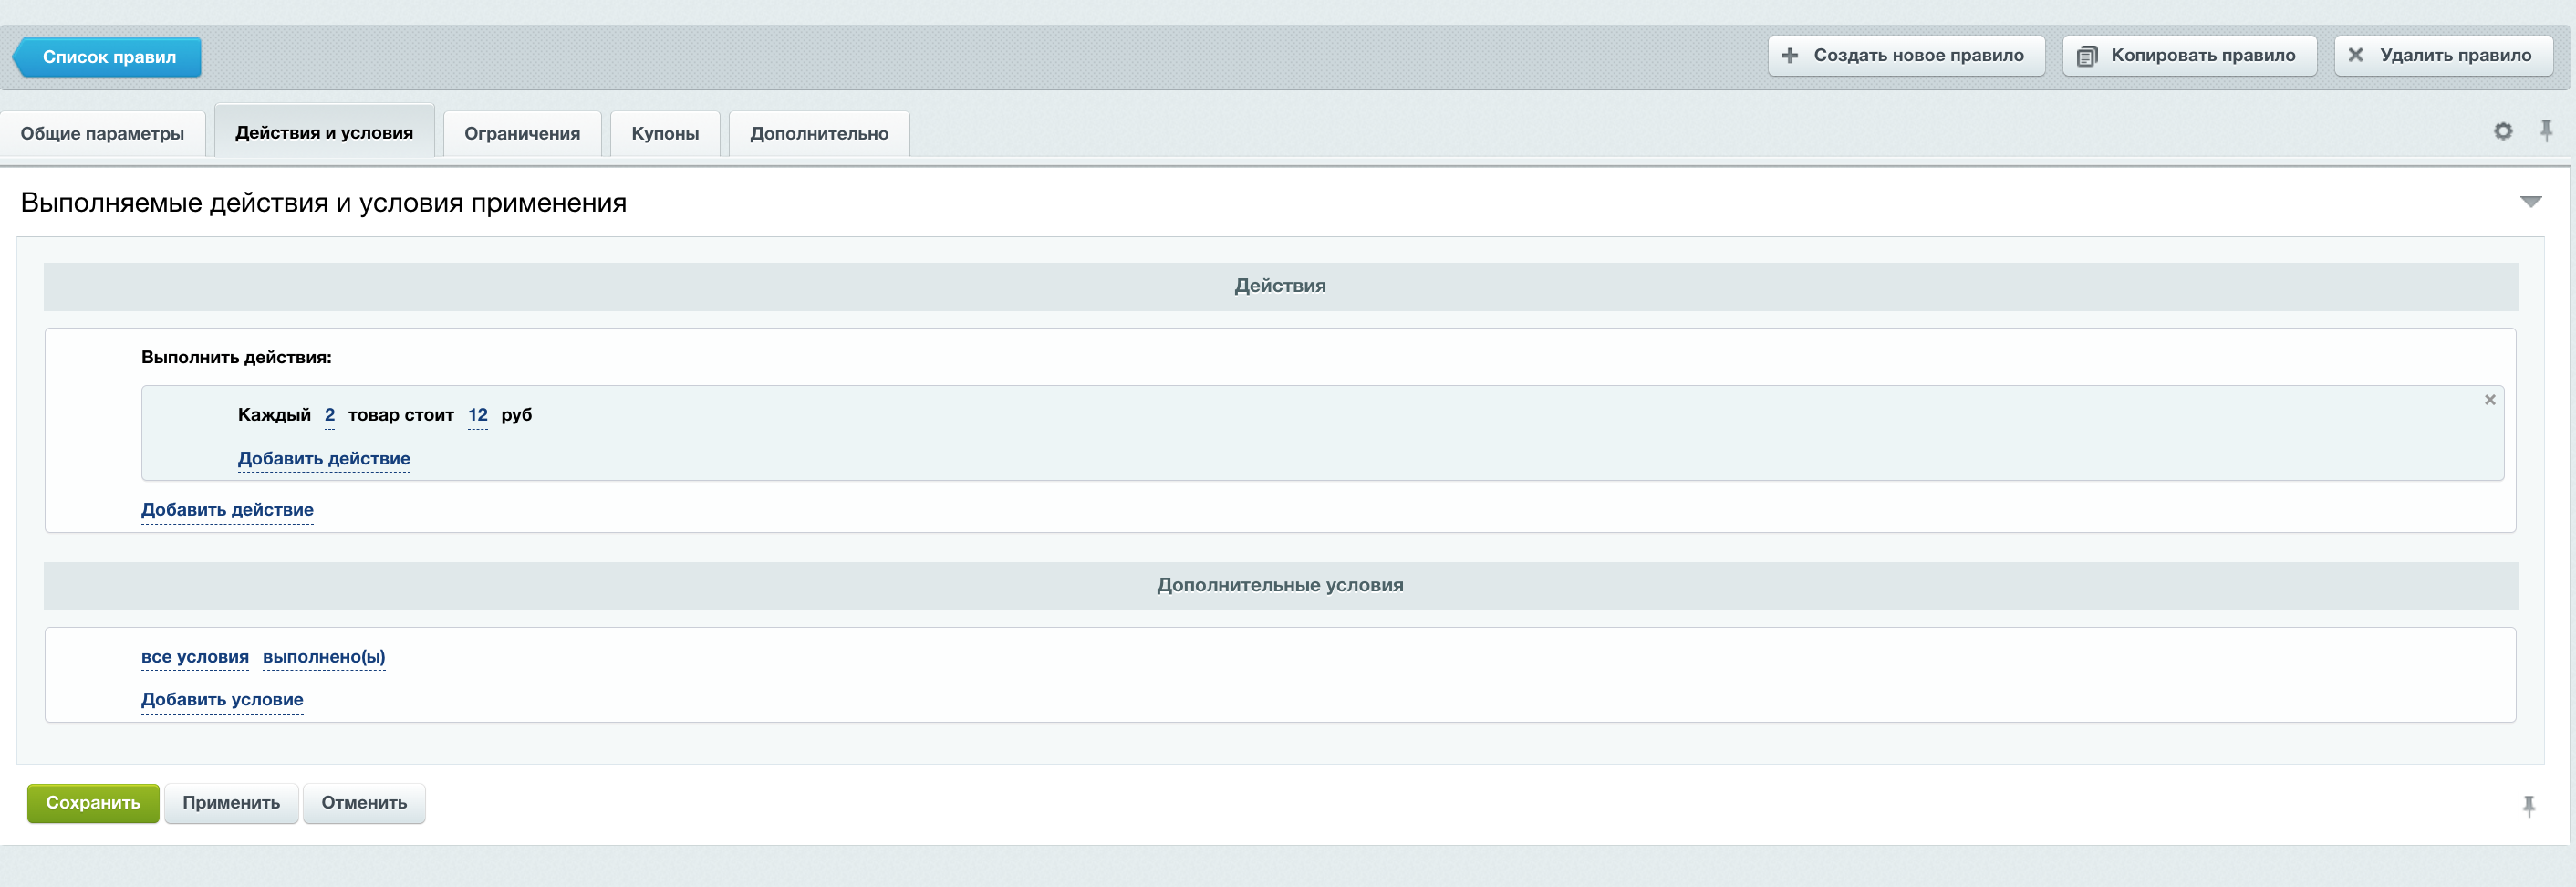 Список правил
Создать новое правило
Копировать правило
Удалить правило
Общие параметры
Действия и условия
Ограничения
Купоны
Дополнительно
Выполняемые действия и условия применения
Действия
Выполнить действия:
Каждый 2 товар стоит 12 руб
Добавить действие
Добавить действие
Дополнительные условия
все условия выполнено(ы)
Добавить условие
Сохранить
Применить
Отменить